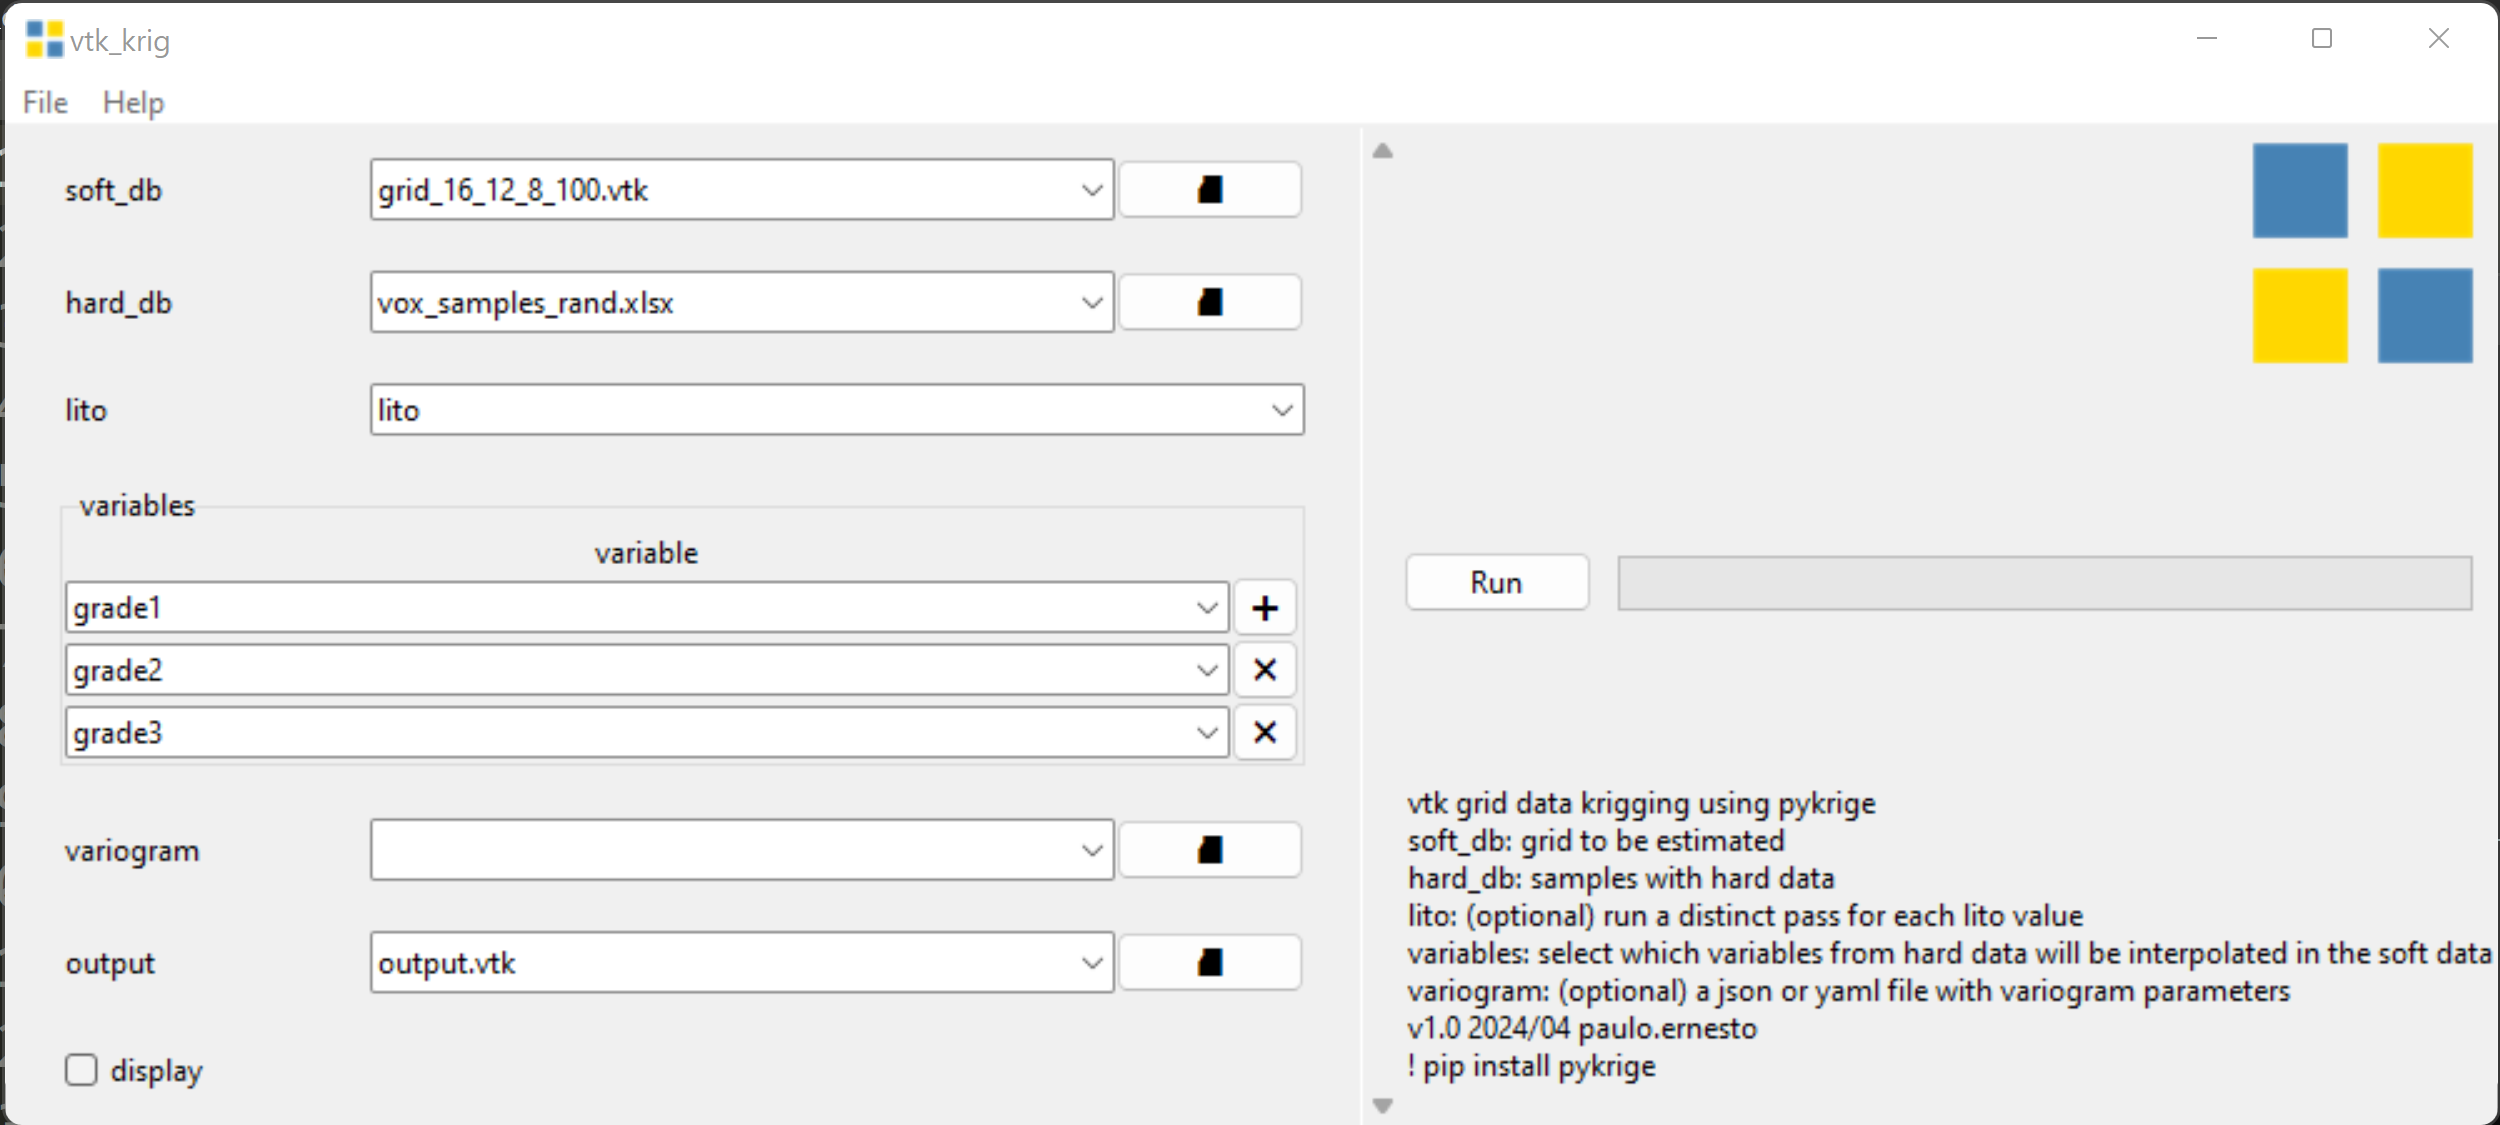 vtk_krig
File Help
soft_db grid_16_12_8_100.vtk
hard_db vox_samples_rand.xlsx
lito lito
variables
variable
grade1
grade2
grade3
variogram
output output.vtk
display
Run
vtk grid data krigging using pykrige
soft_db: grid to be estimated
hard_db: samples with hard data
lito: (optional) run a distinct pass for each lito value
variables: select which variables from hard data will be interpolated in the soft data
variogram: (optional) a json or yaml file with variogram parameters
v1.0 2024/04 paulo.ernesto
! pip install pykrige